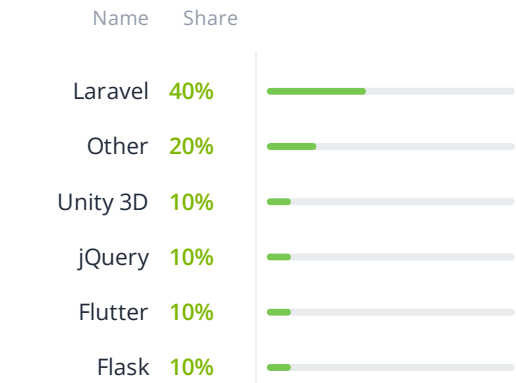 Name Share
Laravel 40%
Other 20%
Unity 3D 10%
jQuery 10%
Flutter 10%
Flask 10%